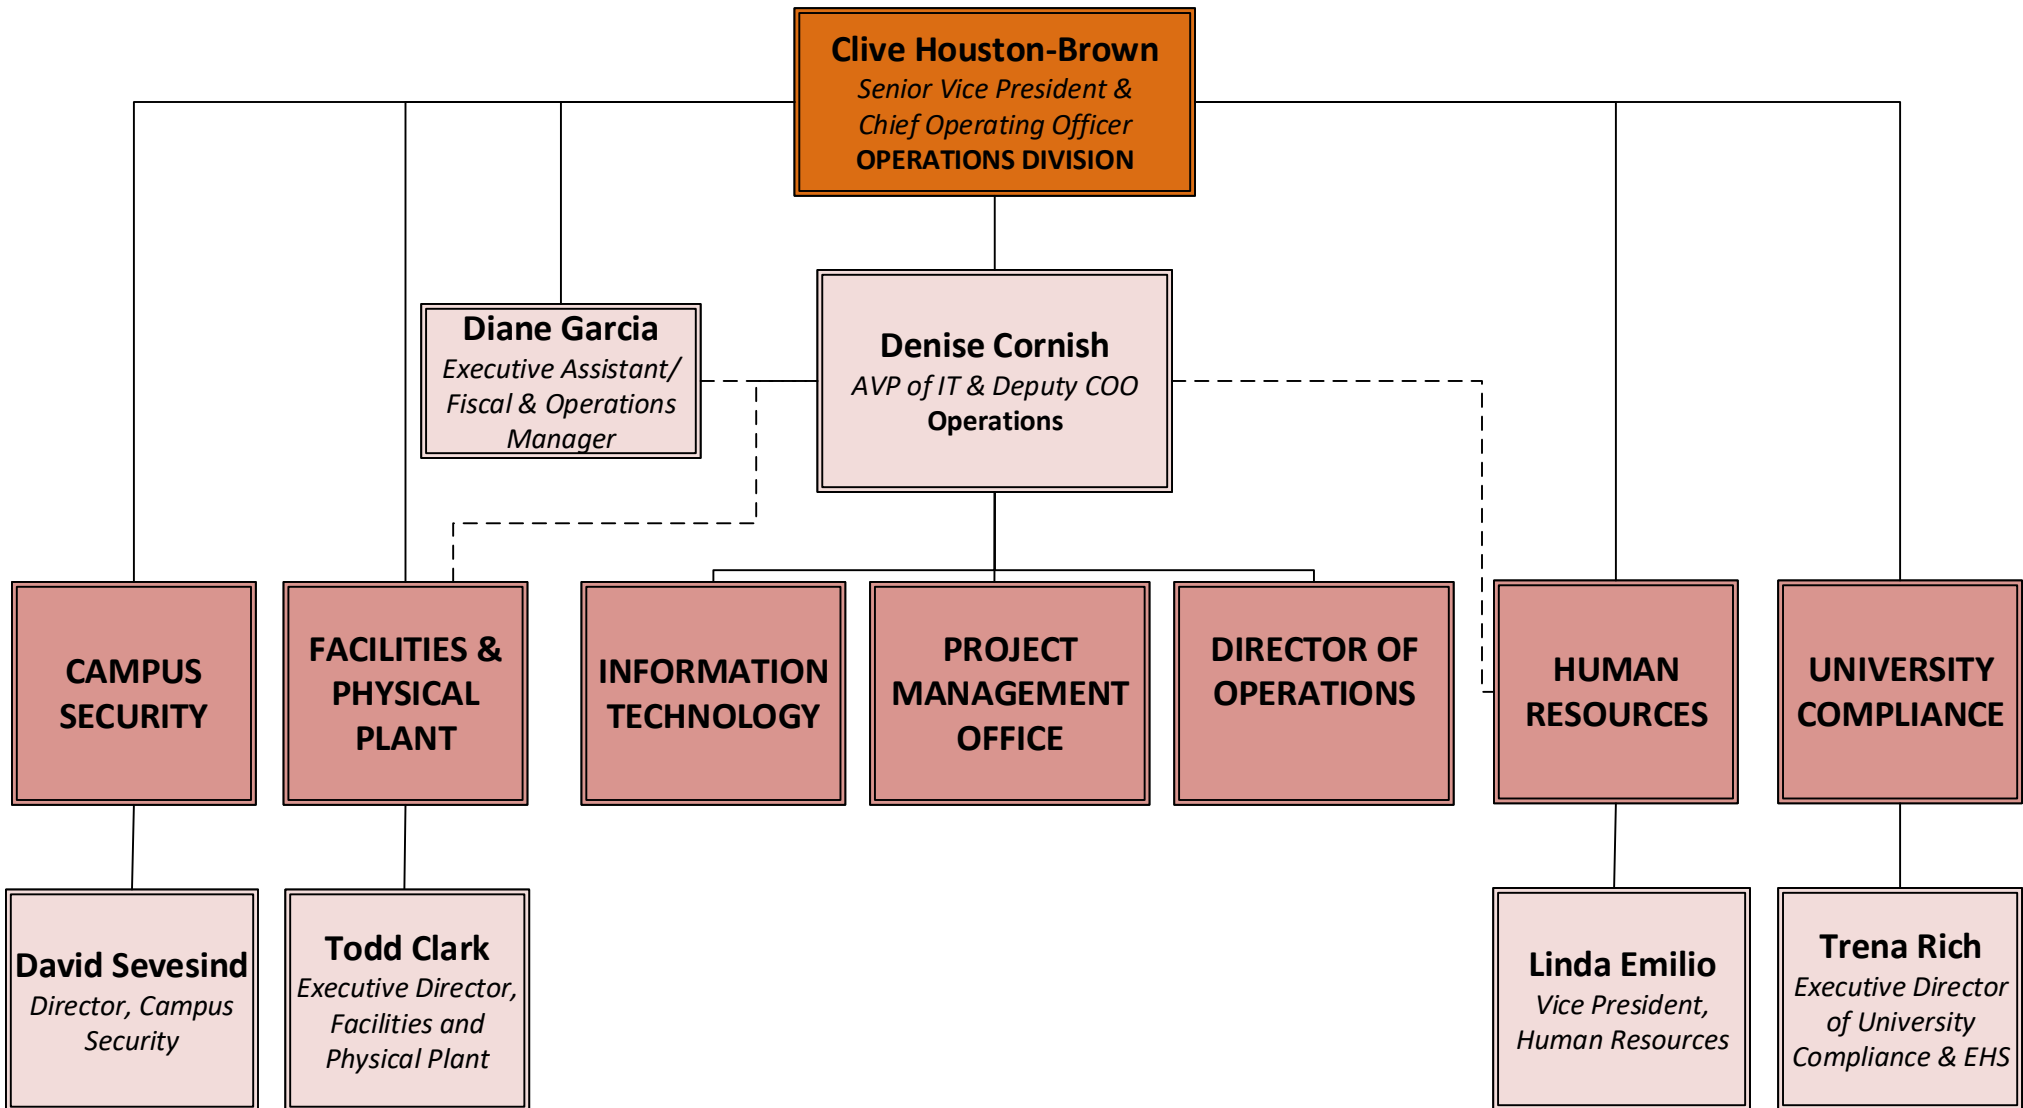 Clive Houston-Brown
Senior Vice President &
Chief Operating Officer
OPERATIONS DIVISION
Diane Garcia
Executive Assistant/
Fiscal & Operations
Manager
Denise Cornish
AVP of IT & Deputy COO
Operations
CAMPUS
SECURITY
FACILITIES &
PHYSICAL
PLANT
INFORMATION
TECHNOLOGY
PROJECT
MANAGEMENT
OFFICE
DIRECTOR OF
OPERATIONS
HUMAN
RESOURCES
UNIVERSITY
COMPLIANCE
David Sevesind
Director, Campus
Security
Todd Clark
Executive Director,
Facilities and
Physical Plant
Linda Emilio
Vice President,
Human Resources
Trena Rich
Executive Director
of University
Compliance & EHS